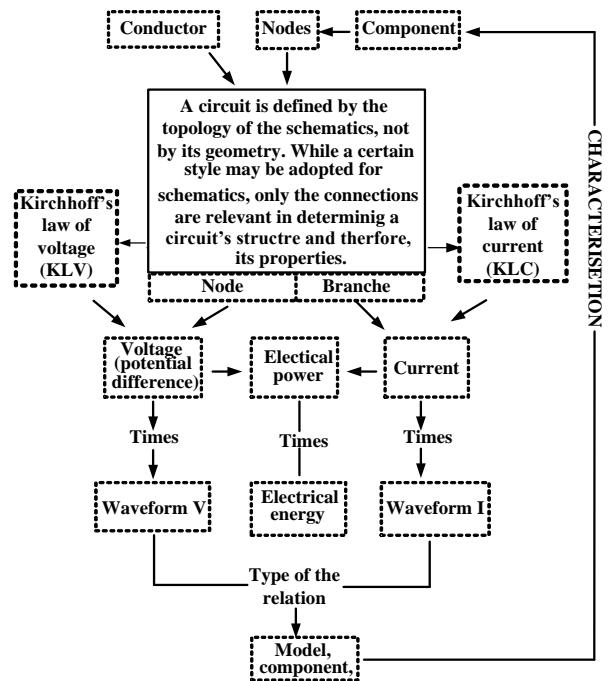 Conductor
Nodes
Component
A circuit is defined by the
topology of the schematics, not
by its geometry. While a certain
style may be adopted for
schematics, only the connections
are relevant in determing a
circuit's structre and therfore,
its properties.
Kirchhoff's
law of
voltage
(KLV)
Kirchhoff's
law of
current
(KLC)
Node
Branche
Voltage
(potential
difference)
Electical
power
Current
Times
Times
Times
Waveform V
Electrical
energy
Waveform I
Type of the
relation
Model,
component,
CHARACTERISETION